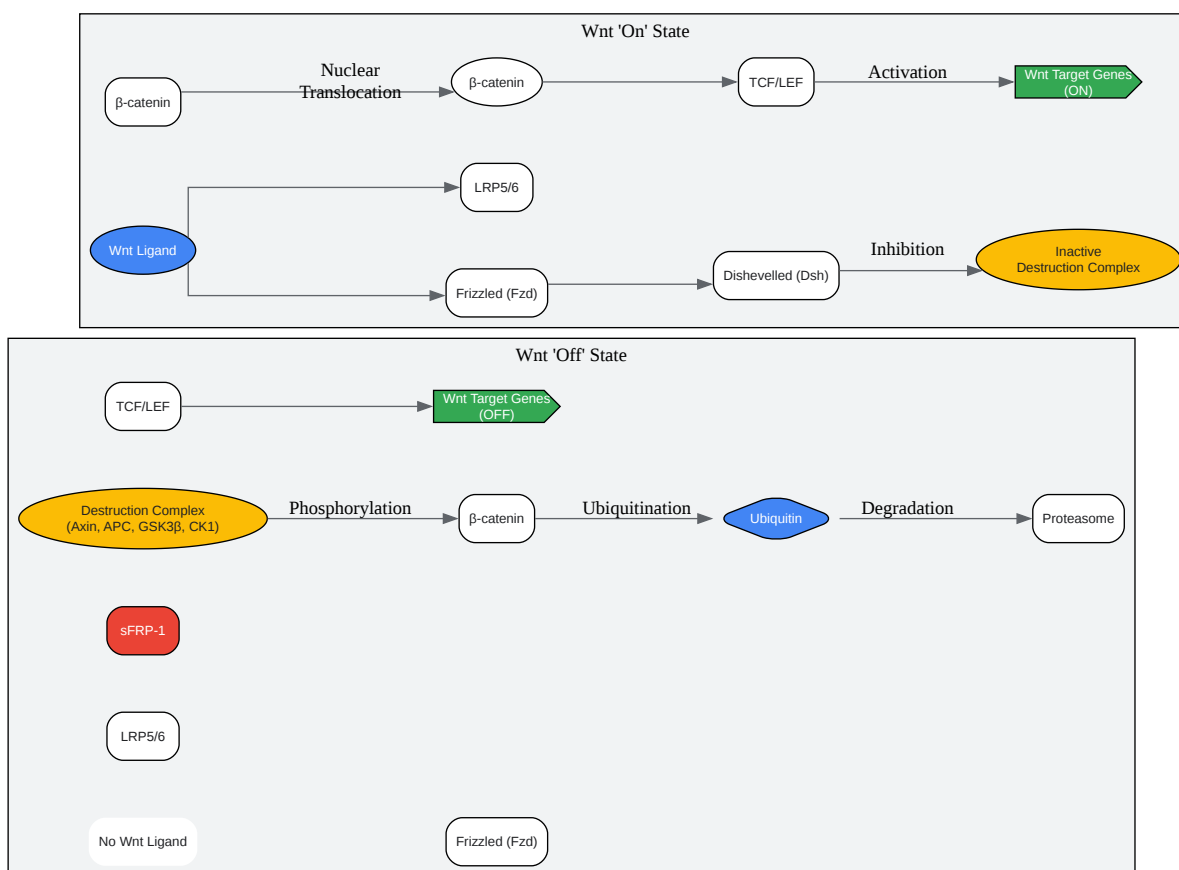 Wnt 'On' State
Nuclear
Translocation
Activation
β-catenin
β-catenin
TCF/LEF
Wnt Target Genes
(ON)
LRP5/6
Wnt Ligand
Frizzled (Fzd)
Dishevelled (Dsh)
Inhibition
Inactive
Destruction Complex
Wnt 'Off' State
TCF/LEF
Wnt Target Genes
(OFF)
Destruction Complex
(Axin, APC, GSK3β, CK1)
Phosphorylation
β-catenin
Ubiquitination
Ubiquitin
Degradation
Proteasome
sFRP-1
LRP5/6
No Wnt Ligand
Frizzled (Fzd)